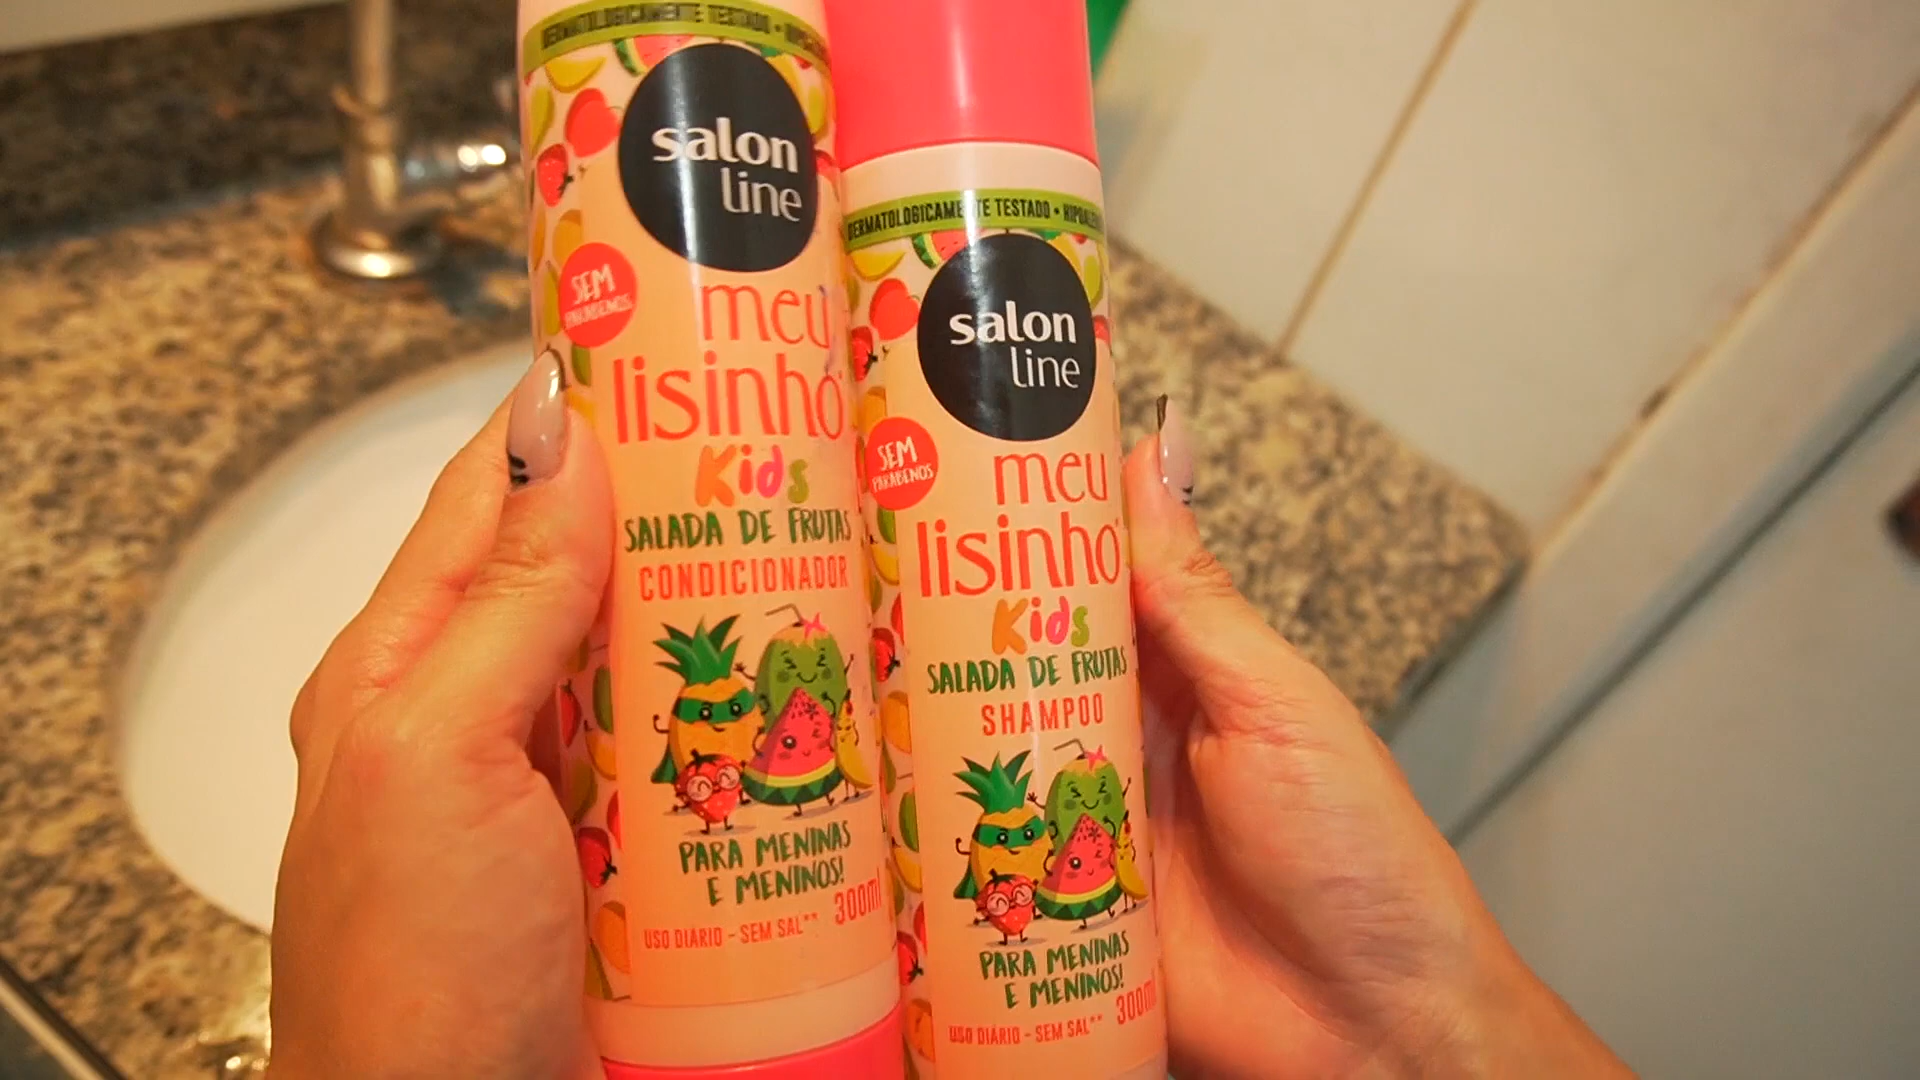 DERMATOLOGICAMENTE TESTADO •
salon
line
SEM
PARABENOS
meu
lisinho
Kids
SALADA DE FRUTAS
CONDICIONADOR
PARA MENINAS
E MENINOS!
300ml
USO DIÁRIO - SEM SAL**
DERMATOLOGICAMENTE TESTADO •
salon
line
SEM
PARABENOS
meu
lisinho
Kids
SALADA DE FRUTAS
SHAMPOO
PARA MENINAS
E MENINOS!
300ml
USO DIÁRIO - SEM SAL**